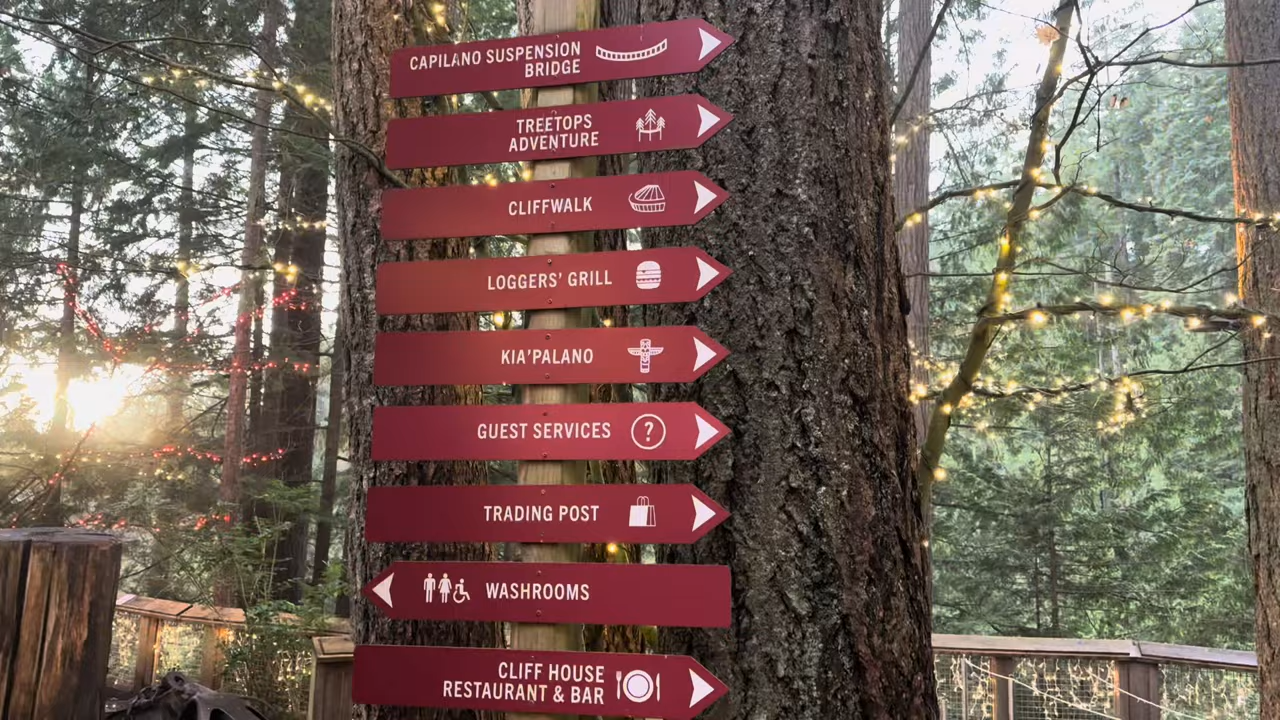 CAPILANO SUSPENSION
BRIDGE
TREETOPS
ADVENTURE
CLIFFWALK
LOGGERS' GRILL
KIA'PALANO
GUEST SERVICES
?
TRADING POST
WASHROOMS
CLIFF HOUSE
RESTAURANT & BAR